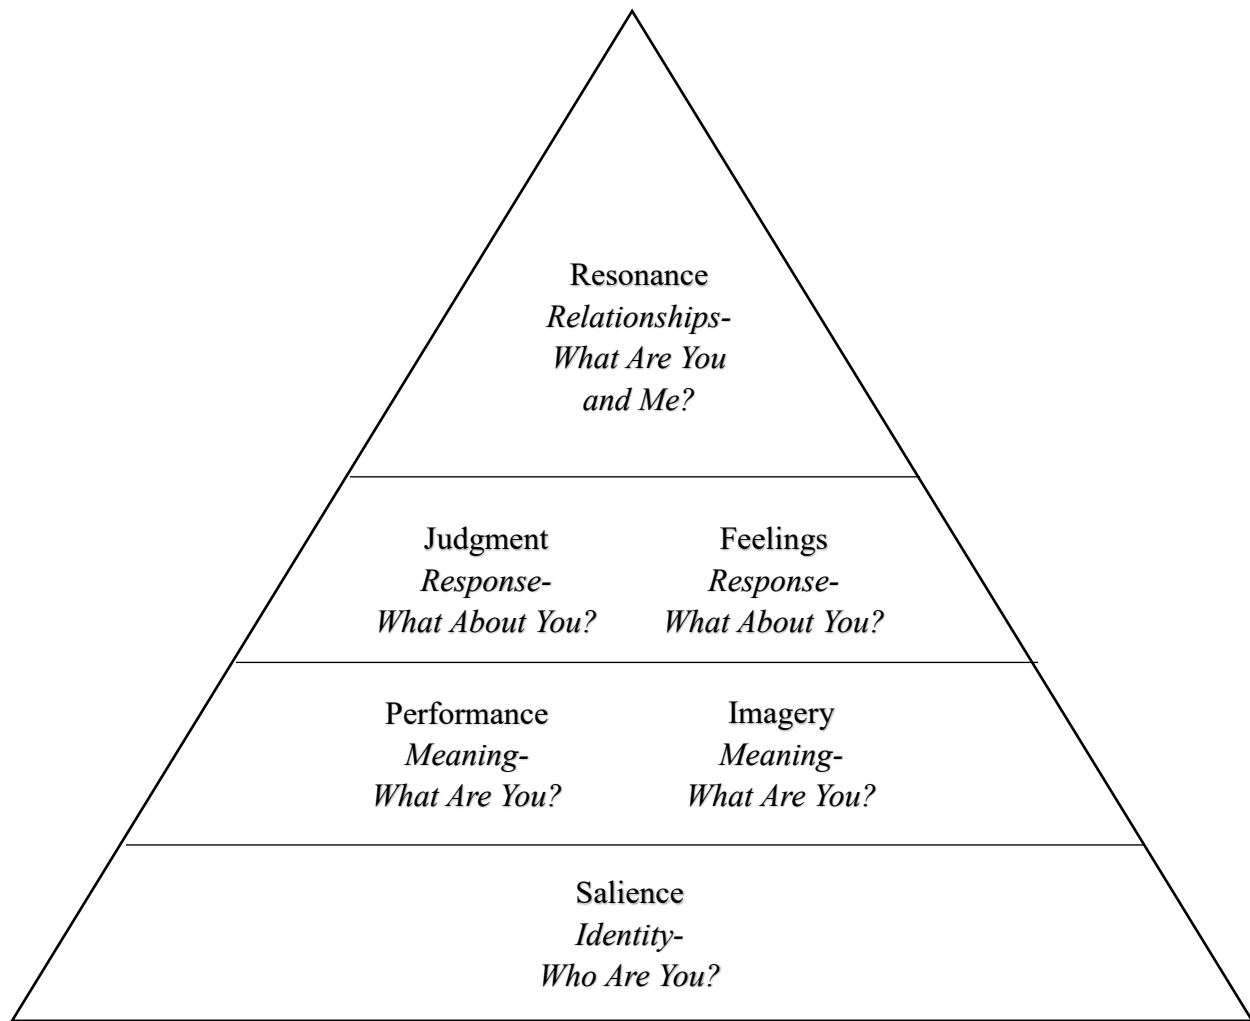 Resonance
Relationships-
What Are You
and Me?
Judgment
Response-
What About You?
Feelings
Response-
What About You?
Performance
Meaning-
What Are You?
Imagery
Meaning-
What Are You?
Salience
Identity-
Who Are You?